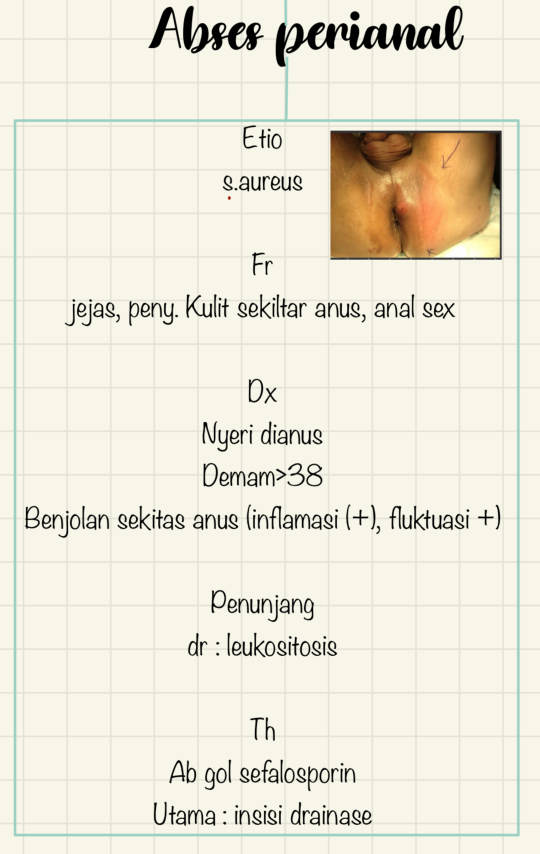 Abses perianal
Etio
s.aureus
Fr
jejas, peny. Kulit sekiltar anus, anal sex
Dx
Nyeri dianus
Demam>38
Benjolan sekitas anus (inflamasi (+), fluktuasi +)
Penunjang
dr : leukositosis
Th
Ab gol sefalosporin
Utama : insisi drainase